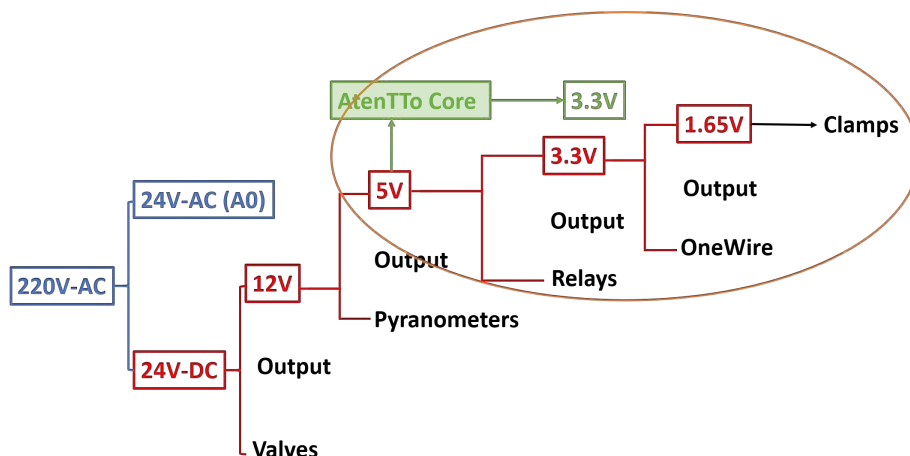 AtenTTo Core
3.3V
1.65V
Clamps
3.3V
Output
5V
24V-AC (A0)
Output
OneWire
Output
Relays
220V-AC
12V
Pyranometers
24V-DC
Output
Valves